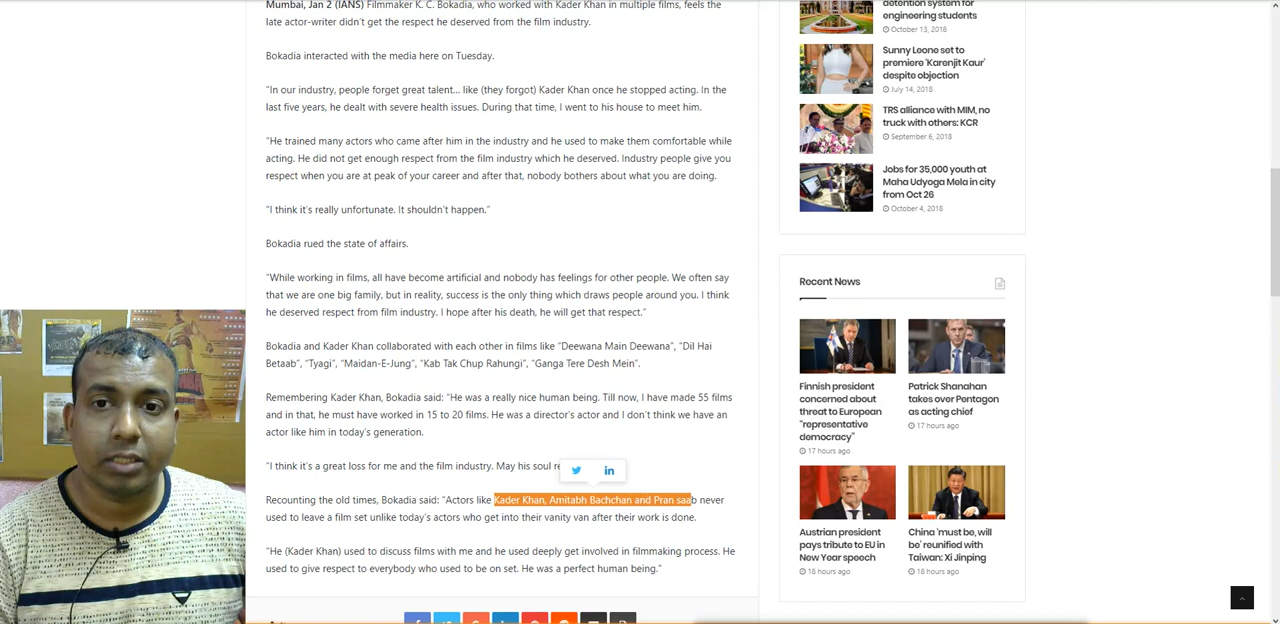 Mumbai, Jan 2 (IANS) Filmmaker K. C. Bokadia, who worked with Kader Khan in multiple films, feels the
late actor-writer didn't get the respect he deserved from the film industry.
Bokadia interacted with the media here on Tuesday.
"In our industry, people forget great talent... like (they forgot) Kader Khan once he stopped acting. In the
last five years, he dealt with severe health issues. During that time, I went to his house to meet him.
"He trained many actors who came after him in the industry and he used to make them comfortable while
acting. He did not get enough respect from the film industry which he deserved. Industry people give you
respect when you are at peak of your career and after that, nobody bothers about what you are doing.
"I think it's really unfortunate. It shouldn't happen."
Bokadia rued the state of affairs.
"While working in films, all have become artificial and nobody has feelings for other people. We often say
that we are one big family, but in reality, success is the only thing which draws people around you. I think
he deserved respect from film industry. I hope after his death, he will get that respect."
Bokadia and Kader Khan collaborated with each other in films like "Deewana Main Deewana", "Dil Hai
Betaab", "Tyagi", "Maidan-E-Jung", "Kab Tak Chup Rahungi", "Ganga Tere Desh Mein".
Remembering Kader Khan, Bokadia said: "He was a really nice human being. Till now, I have made 55 films
and in that, he must have worked in 15 to 20 films. He was a director's actor and I don't think we have an
actor like him in today's generation.
"I think it's a great loss for me and the film industry. May his soul
Recounting the old times, Bokadia said: "Actors like Kader Khan, Amitabh Bachchan and Pran saab never
used to leave a film set unlike today's actors who get into their vanity van after their work is done.
"He (Kader Khan) used to discuss films with me and he used deeply get involved in filmmaking process. He
used to give respect to everybody who used to be on set. He was a perfect human being."
detention system for
engineering students
October 13, 2018
Sunny Leone set to
premiere 'Karenjit Kaur'
despite objection
July 14, 2018
TRS alliance with MIM, no
truck with others: KCR
September 6, 2018
Jobs for 35,000 youth at
Maha Udyoga Mela in city
from Oct 26
October 4, 2018
Recent News
Finnish president
concerned about
threat to European
"representative
democracy"
17 hours ago
Patrick Shanahan
takes over Pentagon
as acting chief
17 hours ago
Austrian president
pays tribute to EU in
New Year speech
18 hours ago
China 'must be, will
be' reunified with
Taiwan: Xi Jinping
18 hours ago